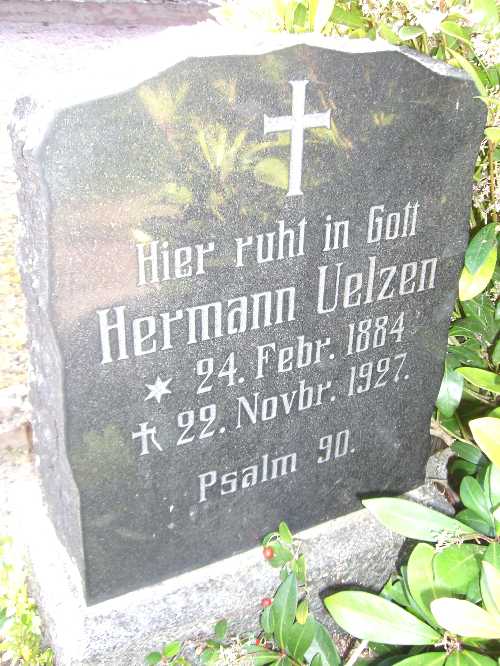 Hier ruht in Gott
Hermann Uelzen
* 24. Febr. 1884
† 22. Novbr. 1927.
Psalm 90.